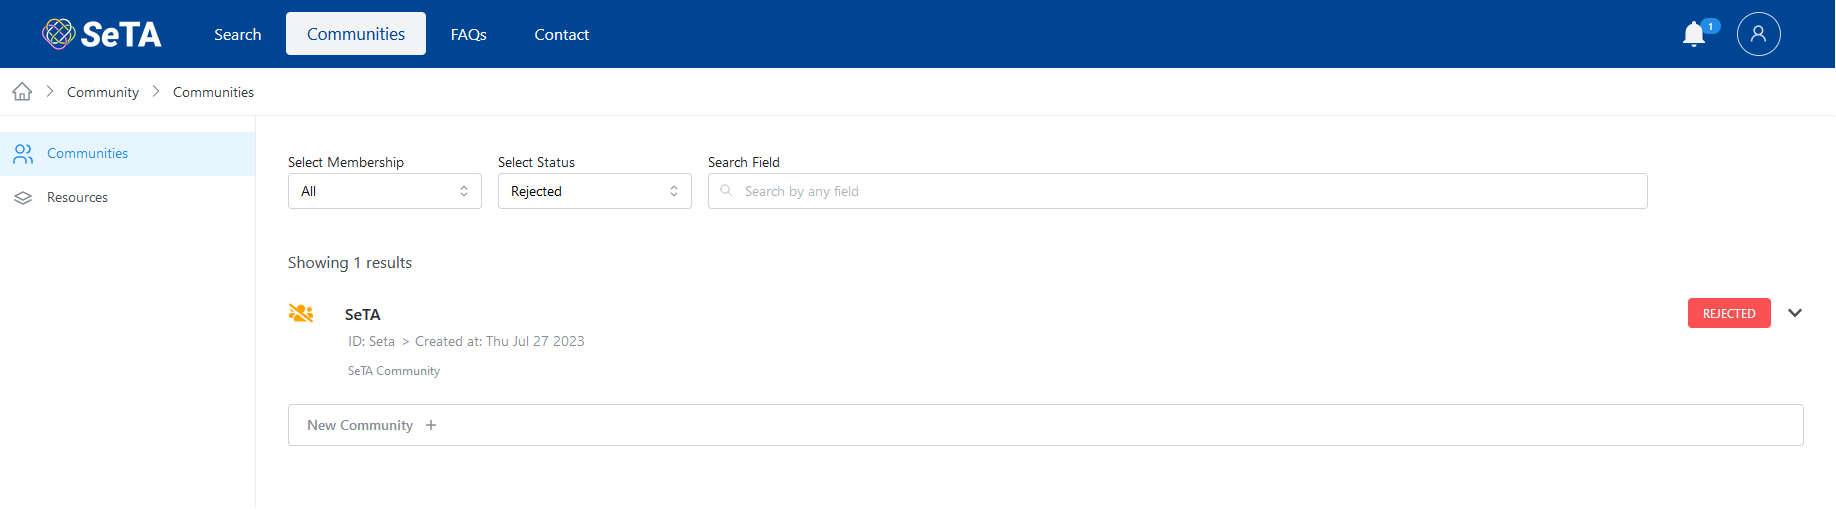 SeTA Search Communities FAQs Contact 1
Community Communities
Communities
Resources
Select Membership Select Status Search Field
All Rejected Search by any field
Showing 1 results
SeTA REJECTED
ID: Seta > Created at: Thu Jul 27 2023
SeTA Community
New Community +